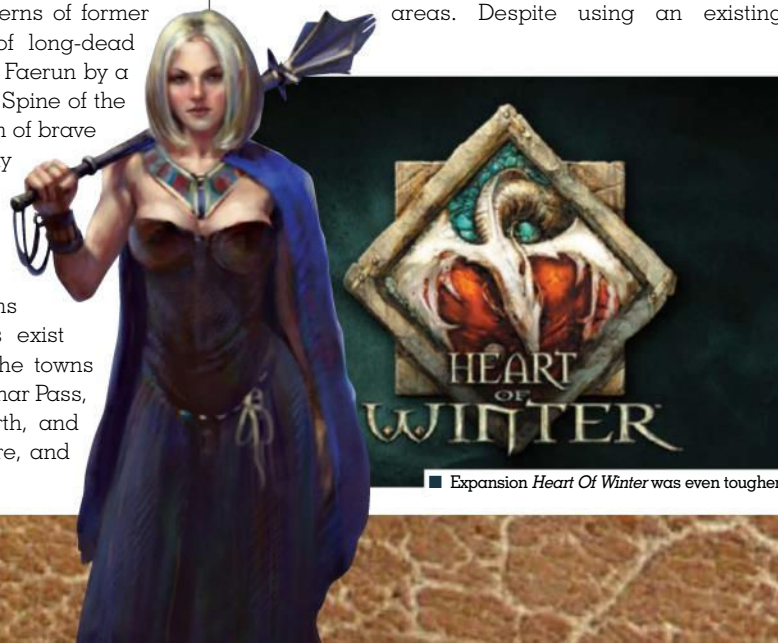 erns of former
of long-dead
Faerun by a
Spine of the
n of brave
y
ns
s exist
he towns
nar Pass,
rth, and
re, and
areas. Despite using an existing
HEART
OF
WINTER
■ Expansion Heart Of Winter was even tougher